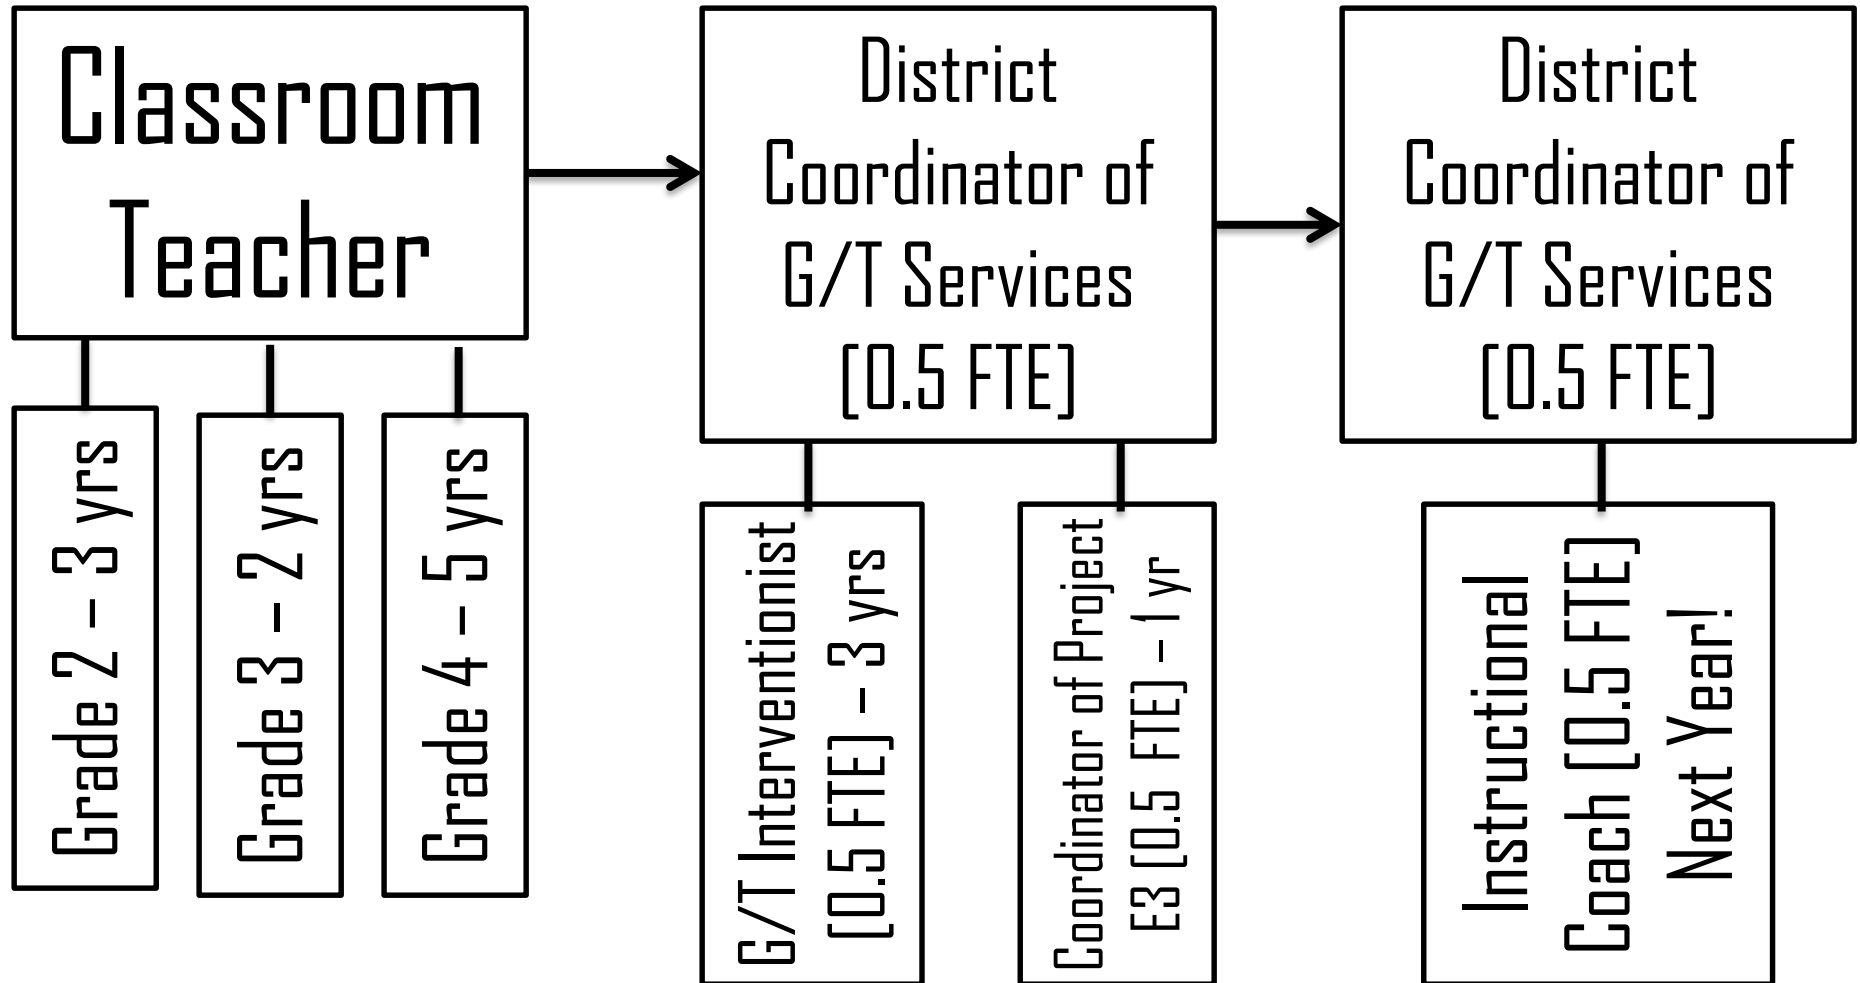 Classroom
Teacher
District
Coordinator of
G/T Services
(0.5 FTE)
District
Coordinator of
G/T Services
(0.5 FTE)
Grade 2 – 3 yrs
Grade 3 – 2 yrs
Grade 4 – 5 yrs
G/T Interventionist
(0.5 FTE) – 3 yrs
Coordinator of Project
E3 (0.5 FTE) – 1 yr
Instructional
Coach (0.5 FTE)
Next Year!